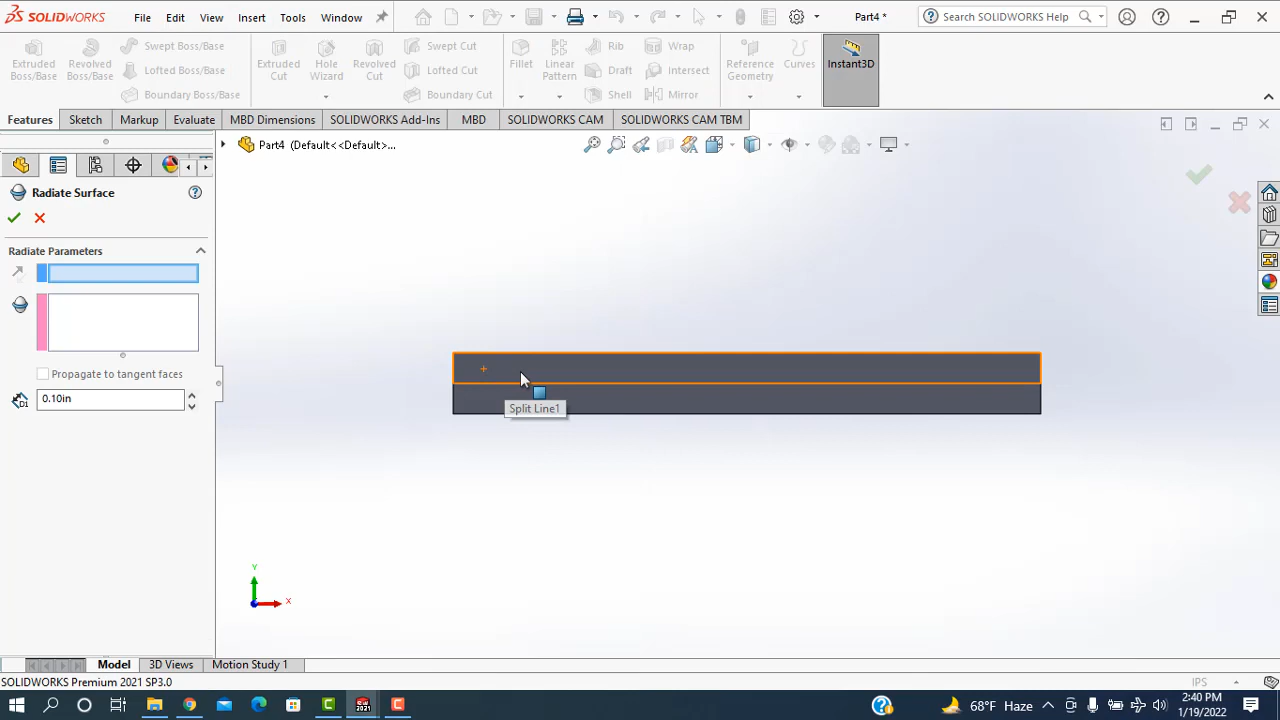 SOLIDWORKS File Edit View Insert Tools Window Part4 * Search SOLIDWORKS Help
Extruded Boss/Base
Revolved Boss/Base
Swept Boss/Base
Lofted Boss/Base
Boundary Boss/Base
Extruded Cut
Hole Wizard
Revolved Cut
Swept Cut
Lofted Cut
Boundary Cut
Fillet
Linear Pattern
Rib
Draft
Shell
Wrap
Intersect
Mirror
Reference Geometry
Curves
Instant3D
Features Sketch Markup Evaluate MBD Dimensions SOLIDWORKS Add-Ins MBD SOLIDWORKS CAM SOLIDWORKS CAM TBM
Part4 (Default<<Default>...
Radiate Surface
Radiate Parameters
Propagate to tangent faces
D1 0.10in
Split Line1
Y
X
Model 3D Views Motion Study 1
SOLIDWORKS Premium 2021 SP3.0 IPS
68°F Haze 2:40 PM
1/19/2022